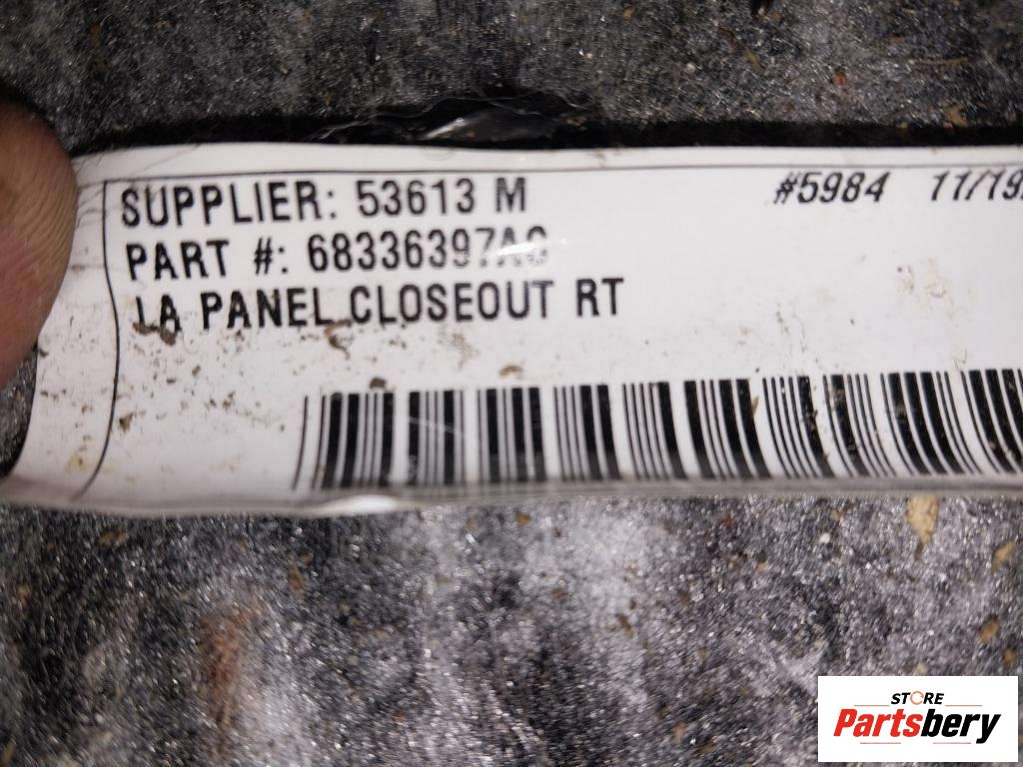 SUPPLIER: 53613 M #5984
PART #:
LA PANEL CLOSEOUT RT
STORE
Partsbery